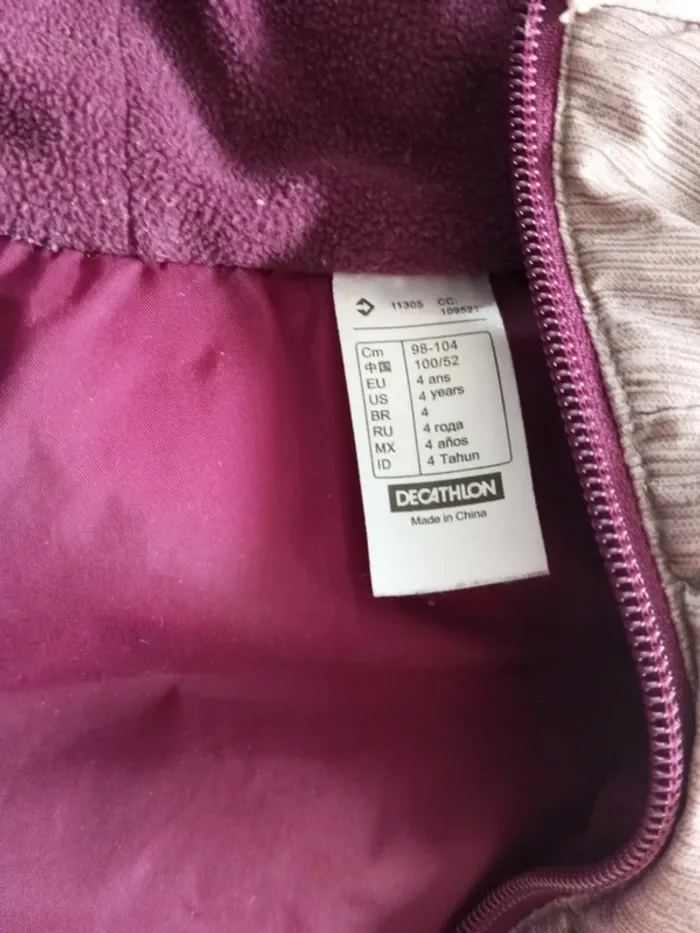 11305 CC:
109521
Cm 98-104
中国 100/52
EU 4 ans
US 4 years
BR 4
RU 4 года
MX 4 años
ID 4 Tahun
DECATHLON
Made in China